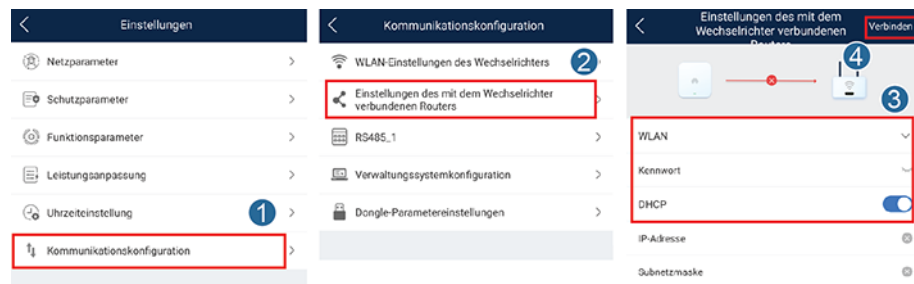 Einstellungen
Netzparameter
Schutzparameter
Funktionsparameter
Leistungsanpassung
Uhrzeiteinstellung
1
Kommunikationskonfiguration
Kommunikationskonfiguration
WLAN-Einstellungen des Wechselrichters
2
Einstellungen des mit dem Wechselrichter
verbundenen Routers
RS485_1
Verwaltungssystemkonfiguration
Dongle-Parametereinstellungen
Einstellungen des mit dem
Wechselrichter verbundenen
Routers
Verbinden
4
3
WLAN
Kennwort
DHCP
IP-Adresse
Subnetzmaske